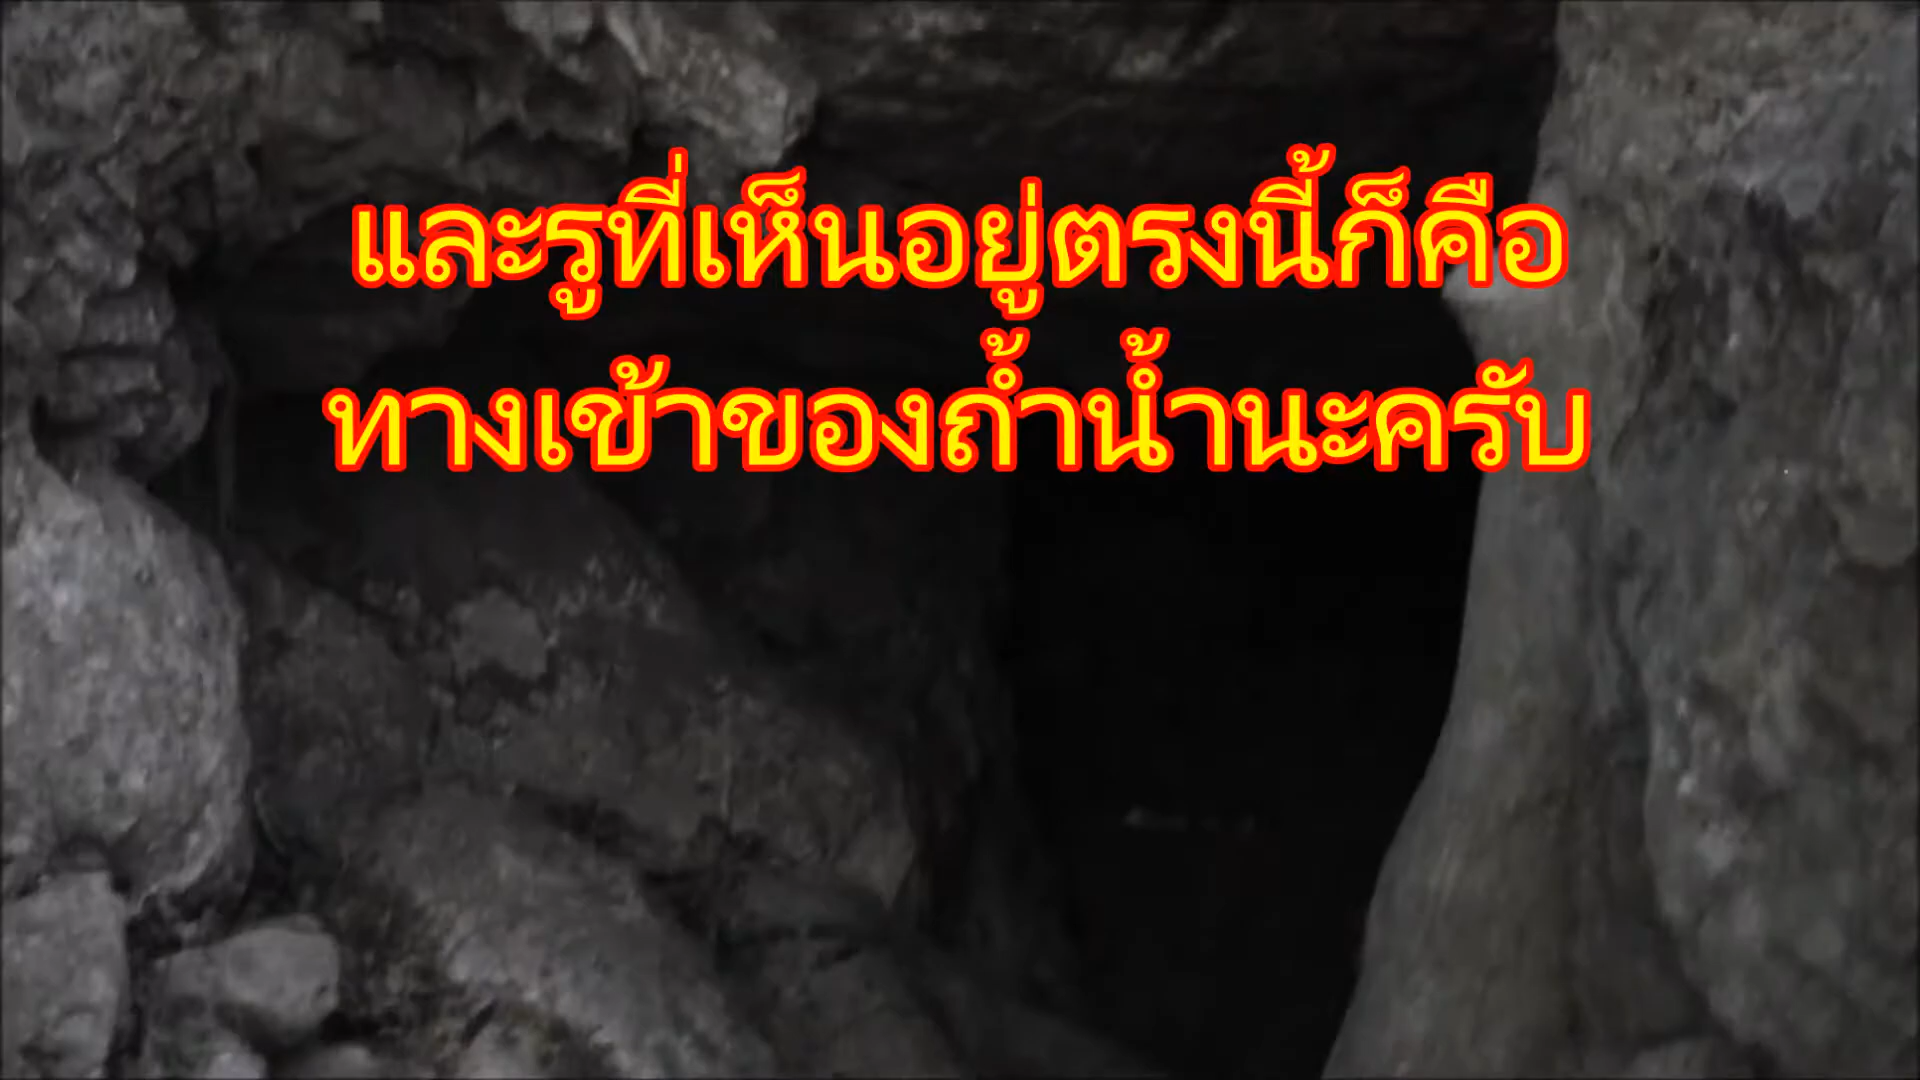 และรูที่เห็นอยู่ตรงนี้ก็คือ
ทางเข้าของถ้ำน้ำนะครับ